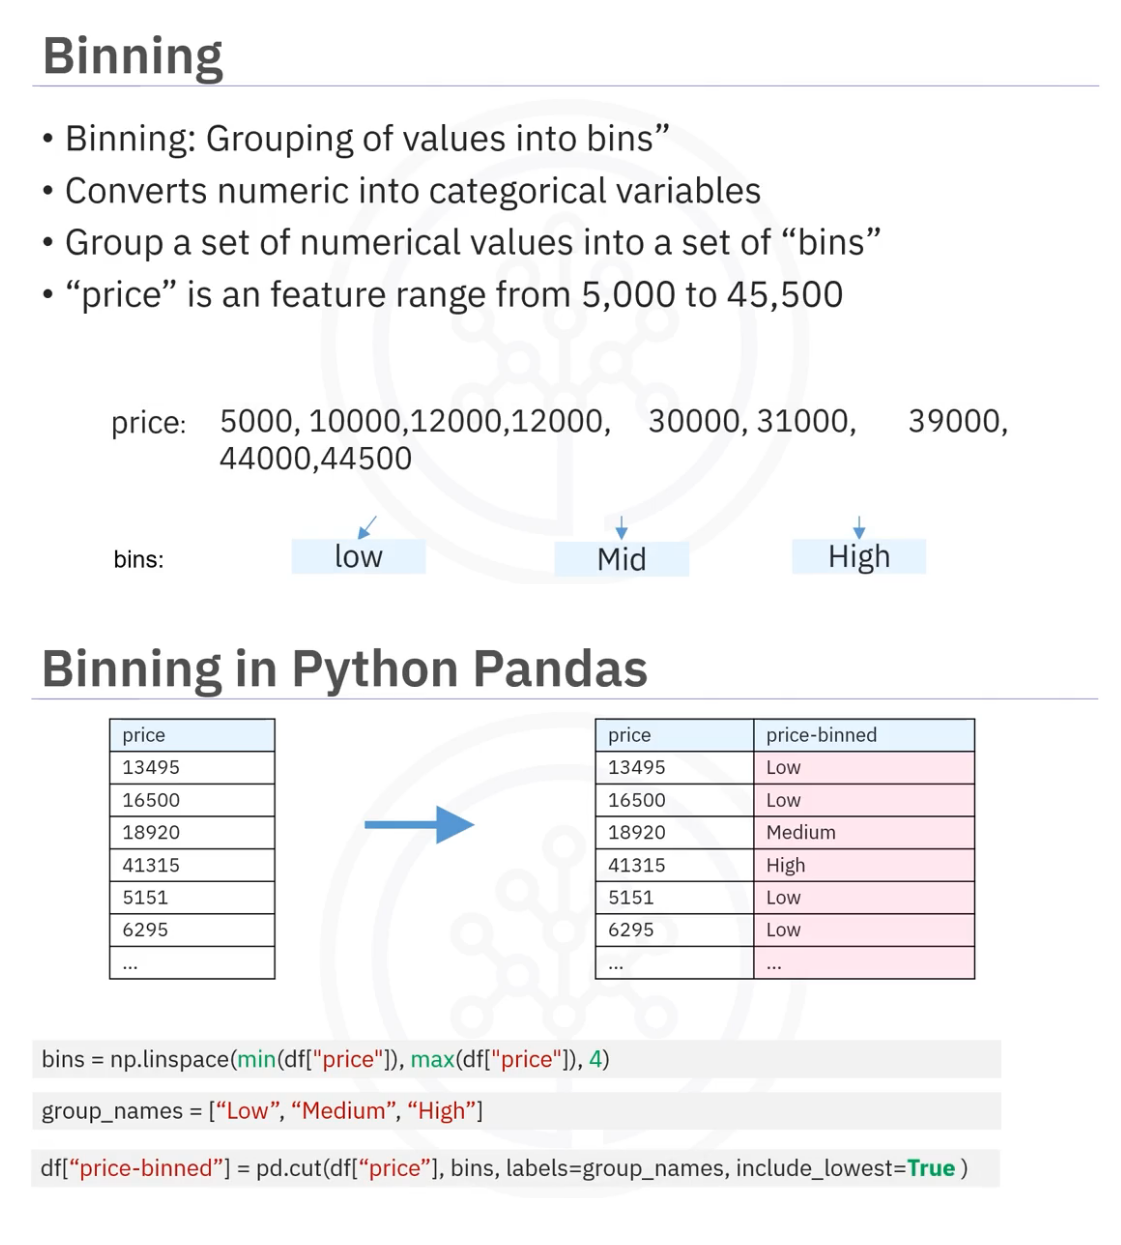 Binning
• Binning: Grouping of values into bins”
• Converts numeric into categorical variables
• Group a set of numerical values into a set of “bins”
• “price” is an feature range from 5,000 to 45,500
price: 5000, 10000,12000,12000, 30000, 31000, 39000,
44000,44500
bins: low Mid High
Binning in Python Pandas
price
13495
16500
18920
41315
5151
6295
...
price price-binned
13495 Low
16500 Low
18920 Medium
41315 High
5151 Low
6295 Low
... ...
bins = np.linspace(min(df["price"]), max(df["price"]), 4)
group_names = [“Low”, “Medium”, “High”]
df[“price-binned”] = pd.cut(df[“price”], bins, labels=group_names, include_lowest=True )